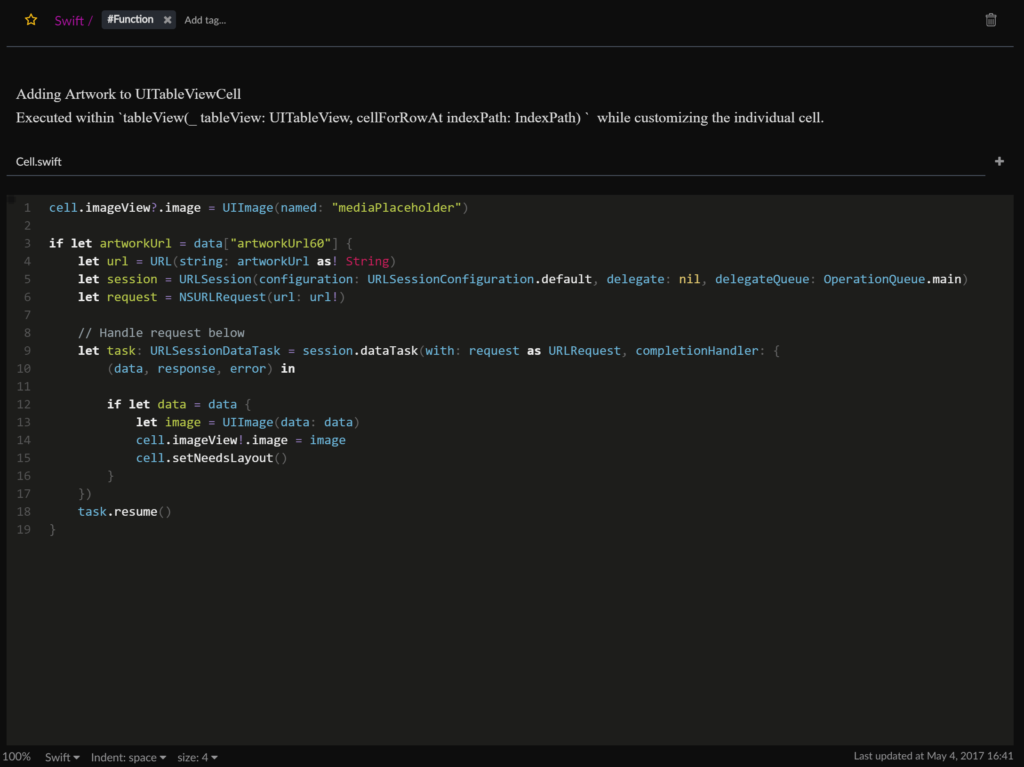 Swift / #Function × Add tag...
Adding Artwork to UITableViewCell
Executed within `tableView(_ tableView: UITableView, cellForRowAt indexPath: IndexPath) ` while customizing the individual cell.
Cell.swift +
1 cell.imageView?.image = UIImage(named: "mediaPlaceholder")
2
3 if let artworkUrl = data["artworkUrl60"] {
4     let url = URL(string: artworkUrl as! String)
5     let session = URLSession(configuration: URLSessionConfiguration.default, delegate: nil, delegateQueue: OperationQueue.main)
6     let request = NSURLRequest(url: url!)
7
8     // Handle request below
9     let task: URLSessionDataTask = session.dataTask(with: request as URLRequest, completionHandler: {
10         (data, response, error) in
11
12         if let data = data {
13             let image = UIImage(data: data)
14             cell.imageView!.image = image
15             cell.setNeedsLayout()
16         }
17     })
18     task.resume()
19 }
100% Swift Indent: space size: 4 Last updated at May 4, 2017 16:41